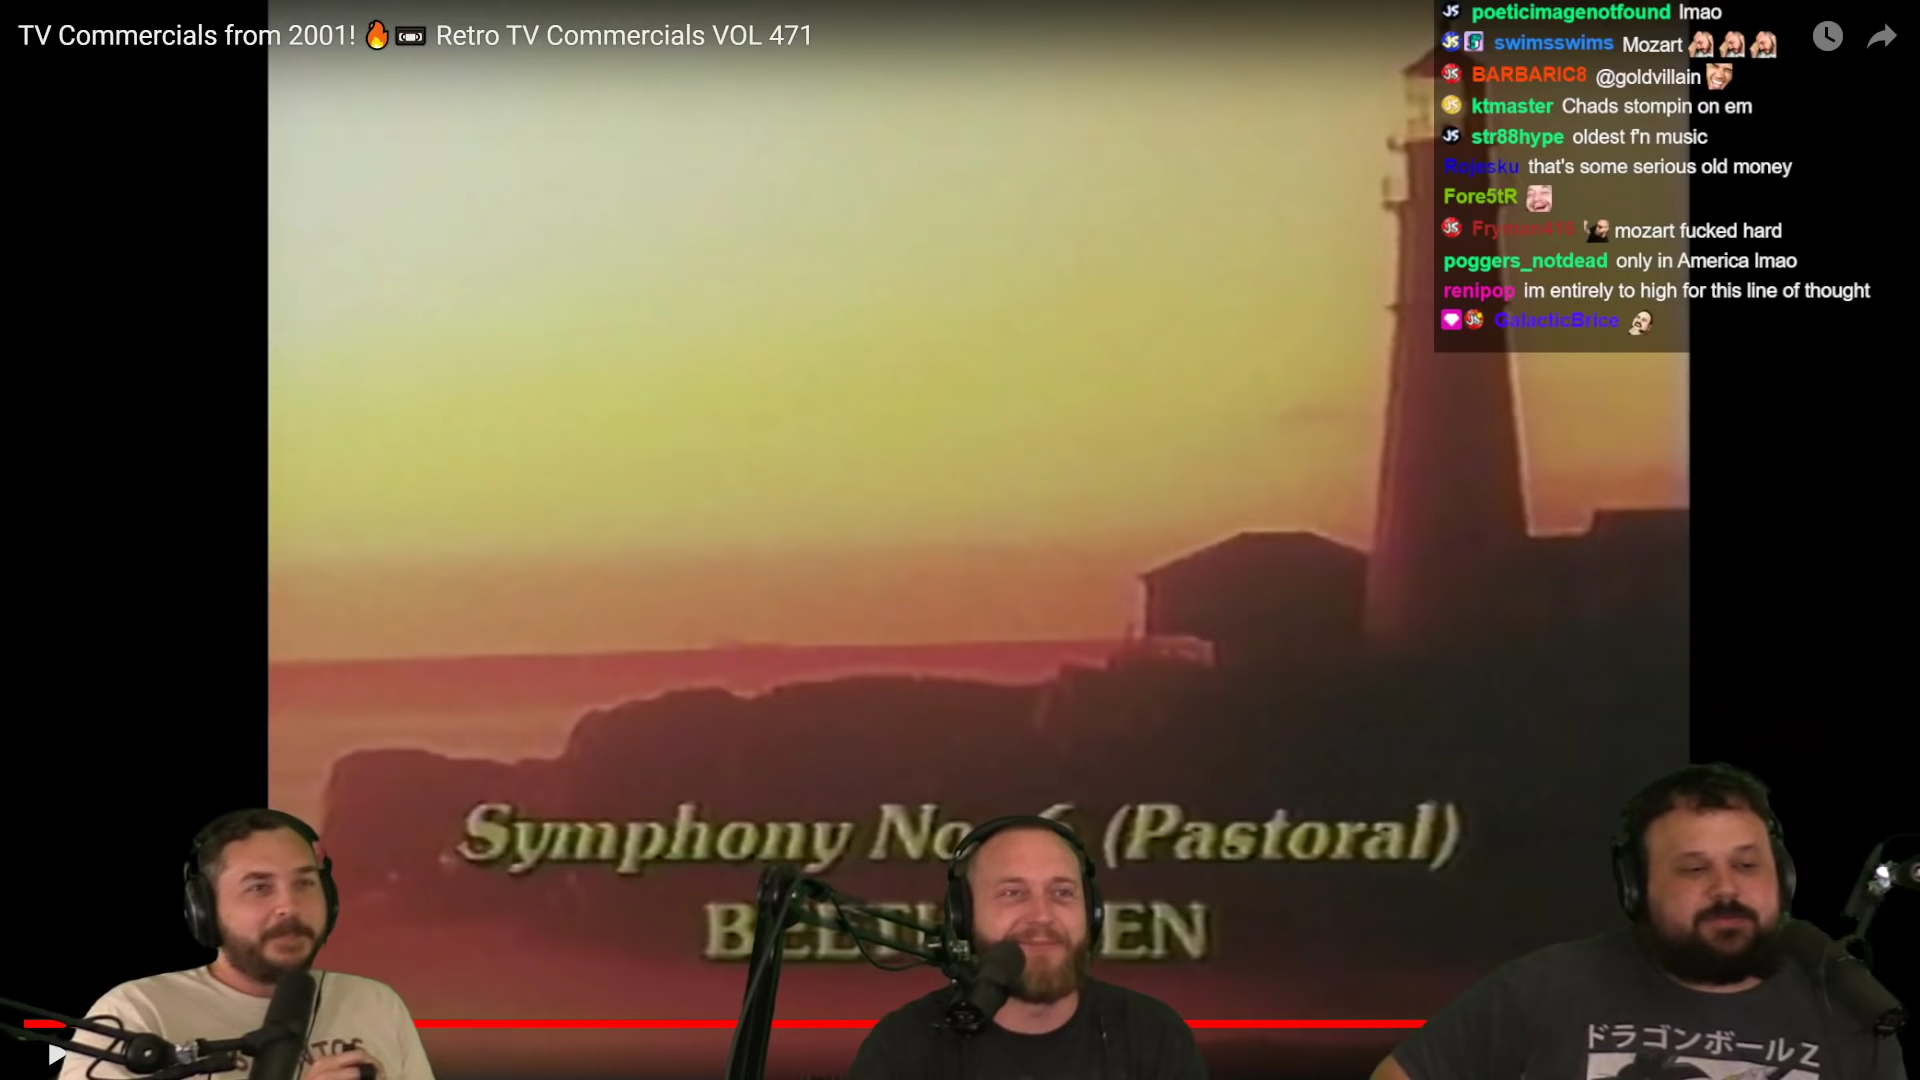 TV Commercials from 2001! 🔥📼 Retro TV Commercials VOL 471
poeticimagenotfound lmao
swimsswims Mozart
BARBARIC8 @goldvillain
ktmaster Chads stompin on em
str88hype oldest f'n music
Rojesku that's some serious old money
Fore5tR
Fryman416 mozart fucked hard
poggers_notdead only in America lmao
renipop im entirely to high for this line of thought
GalacticBrice
Symphony No. 6 (Pastoral)
ドラゴンボールZ